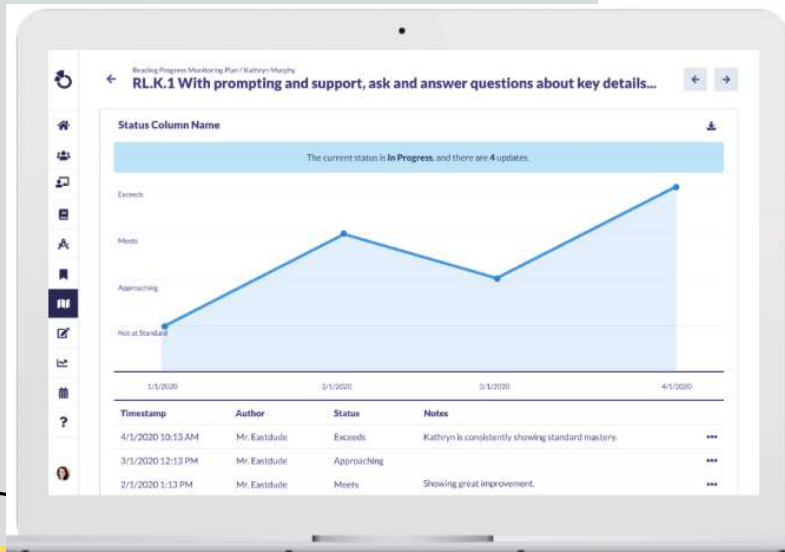 Reading Progress Monitoring Plan / Kathryn Murphy
RL.K.1 With prompting and support, ask and answer questions about key details...
Status Column Name
The current status is In Progress, and there are 4 updates.
Exceeds
Meets
Approaching
Not at Standard
1/1/2020 2/1/2020 3/1/2020 4/1/2020
Timestamp Author Status Notes
4/1/2020 10:13 AM Mr. Eastdude Exceeds Kathryn is consistently showing standard mastery.
3/1/2020 12:13 PM Mr. Eastdude Approaching
2/1/2020 1:13 PM Mr. Eastdude Meets Showing great improvement.